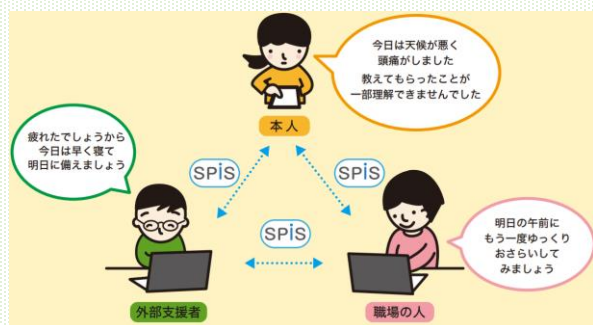 今日は天候が悪く
頭痛がしました
教えてもらったことが
一部理解できませんでした
本人
疲れたでしょうから
今日は早く寝て
明日に備えましょう
SPiS
SPiS
SPiS
明日の午前に
もう一度ゆっくり
おさらいして
みましょう
外部支援者
職場の人